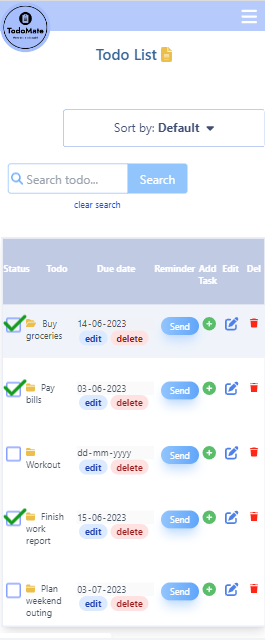 TodoMate
Todo List
Sort by: Default
Search todo... Search
clear search
Status Todo Due date Reminder Add Task Edit Del
Buy groceries 14-06-2023 edit delete Send
Pay bills 03-06-2023 edit delete Send
Workout dd-mm-yyyy edit delete Send
Finish work report 15-06-2023 edit delete Send
Plan weekend outing 03-07-2023 edit delete Send